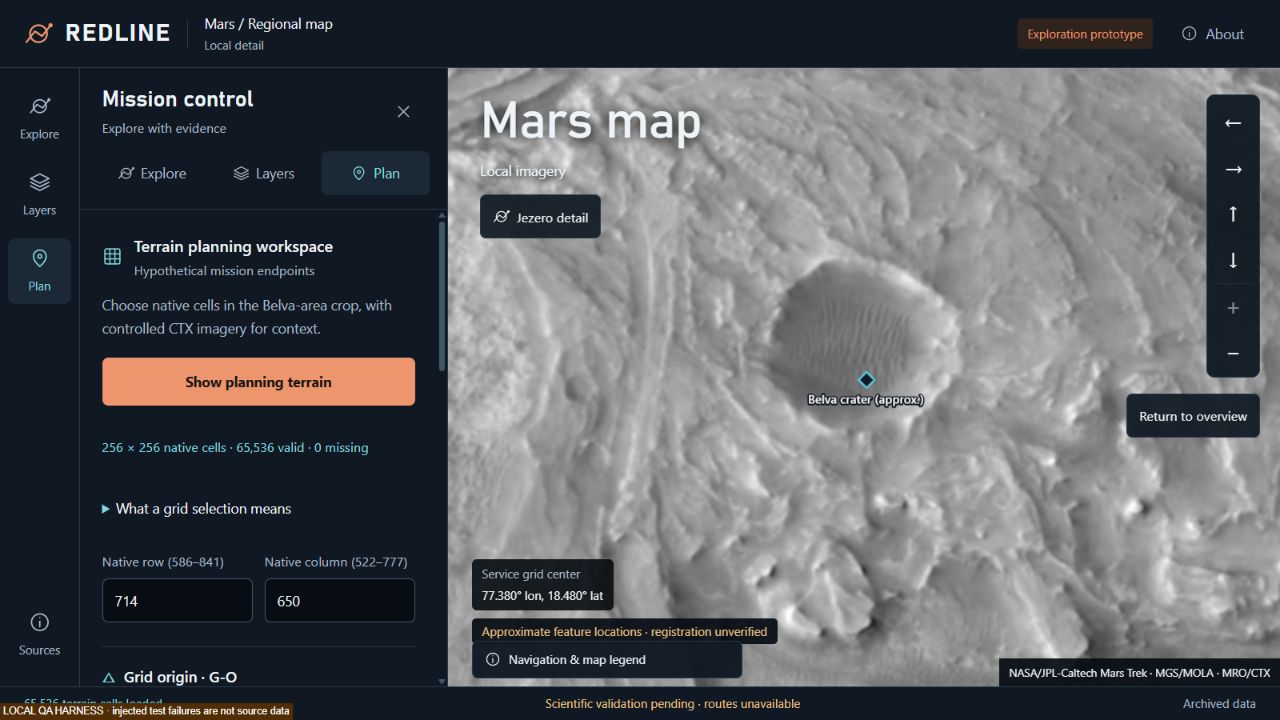 REDLINE
Mars / Regional map
Local detail
Exploration prototype
About
Explore
Layers
Plan
Sources
Mission control
Explore with evidence
Explore
Layers
Plan
Terrain planning workspace
Hypothetical mission endpoints
Choose native cells in the Belva-area crop, with
controlled CTX imagery for context.
Show planning terrain
256 × 256 native cells · 65,536 valid · 0 missing
What a grid selection means
Native row (586–841)
Native column (522–777)
714
650
Grid origin · G-O
Mars map
Local imagery
Jezero detail
Belva crater (approx.)
Return to overview
Service grid center
77.380° lon, 18.480° lat
Approximate feature locations · registration unverified
Navigation & map legend
NASA/JPL-Caltech Mars Trek · MGS/MOLA · MRO/CTX
65,536 terrain cells loaded
LOCAL QA HARNESS · injected test failures are not source data
Scientific validation pending · routes unavailable
Archived data